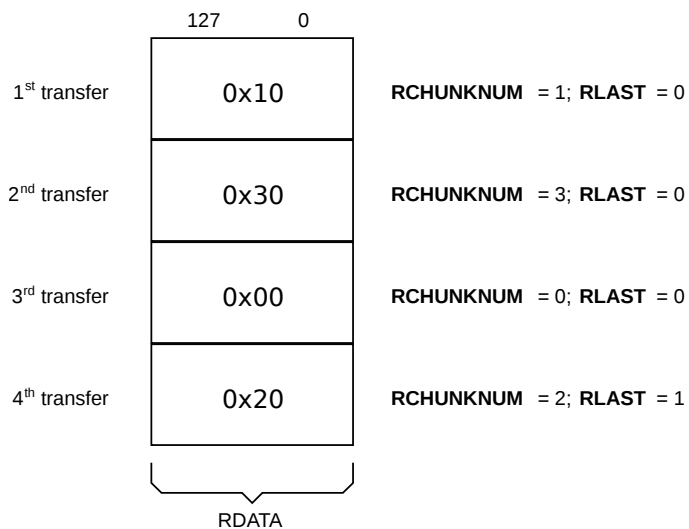 127 0
1st transfer 0x10 RCHUNKNUM = 1; RLAST = 0
2nd transfer 0x30 RCHUNKNUM = 3; RLAST = 0
3rd transfer 0x00 RCHUNKNUM = 0; RLAST = 0
4th transfer 0x20 RCHUNKNUM = 2; RLAST = 1
RDATA